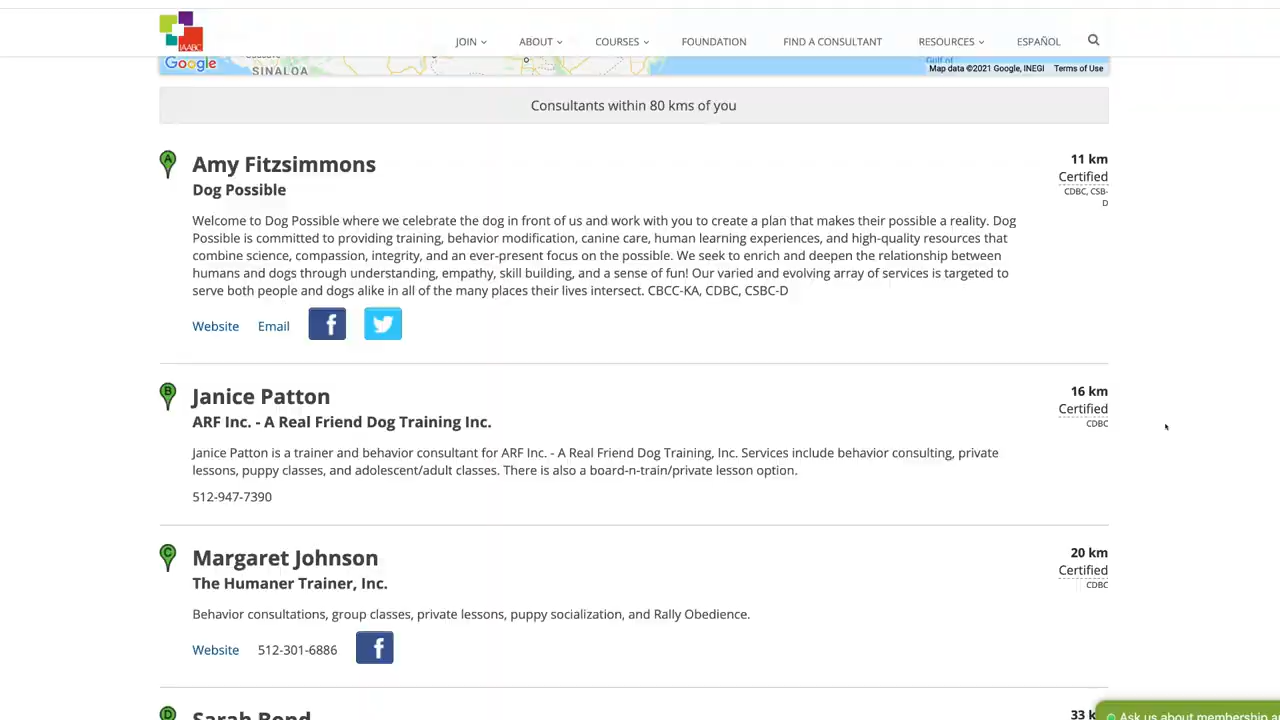 IAABC
JOIN
ABOUT
COURSES
FOUNDATION
FIND A CONSULTANT
RESOURCES
ESPAÑOL
Google
SINALOA
Gulf of
Map data ©2021 Google, INEGI
Terms of Use
Consultants within 80 kms of you
A
Amy Fitzsimmons
11 km
Dog Possible
Certified
CDBC, CSB-
D
Welcome to Dog Possible where we celebrate the dog in front of us and work with you to create a plan that makes their possible a reality. Dog
Possible is committed to providing training, behavior modification, canine care, human learning experiences, and high-quality resources that
combine science, compassion, integrity, and an ever-present focus on the possible. We seek to enrich and deepen the relationship between
humans and dogs through understanding, empathy, skill building, and a sense of fun! Our varied and evolving array of services is targeted to
serve both people and dogs alike in all of the many places their lives intersect. CBCC-KA, CDBC, CSBC-D
Website
Email
B
Janice Patton
16 km
ARF Inc. - A Real Friend Dog Training Inc.
Certified
CDBC
Janice Patton is a trainer and behavior consultant for ARF Inc. - A Real Friend Dog Training, Inc. Services include behavior consulting, private
lessons, puppy classes, and adolescent/adult classes. There is also a board-n-train/private lesson option.
512-947-7390
C
Margaret Johnson
20 km
The Humaner Trainer, Inc.
Certified
CDBC
Behavior consultations, group classes, private lessons, puppy socialization, and Rally Obedience.
Website
512-301-6886
D
Sarah Bond
33 k
Ask us about membership a